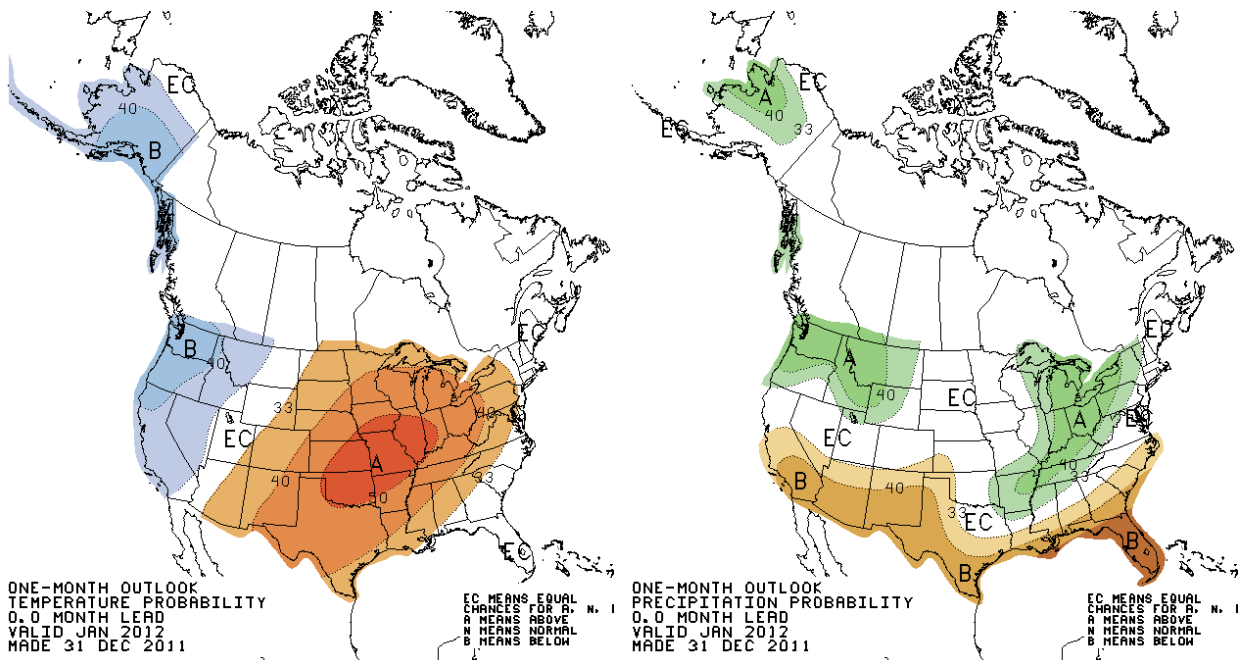 EC
40
B
B
40
EC
33
EC
A
40
40
50
33
EC
ONE-MONTH OUTLOOK
TEMPERATURE PROBABILITY
0.0 MONTH LEAD
VALID JAN 2012
MADE 31 DEC 2011
EC MEANS EQUAL
CHANCES FOR A, N,
A MEANS ABOVE
N MEANS NORMAL
B MEANS BELOW
EC
A
40
33
EC
EC
A
40
EC
EC
A
EC
40
33
B
40
33
EC
B
B
ONE-MONTH OUTLOOK
PRECIPITATION PROBABILITY
0.0 MONTH LEAD
VALID JAN 2012
MADE 31 DEC 2011
EC MEANS EQUAL
CHANCES FOR A, N,
A MEANS ABOVE
N MEANS NORMAL
B MEANS BELOW